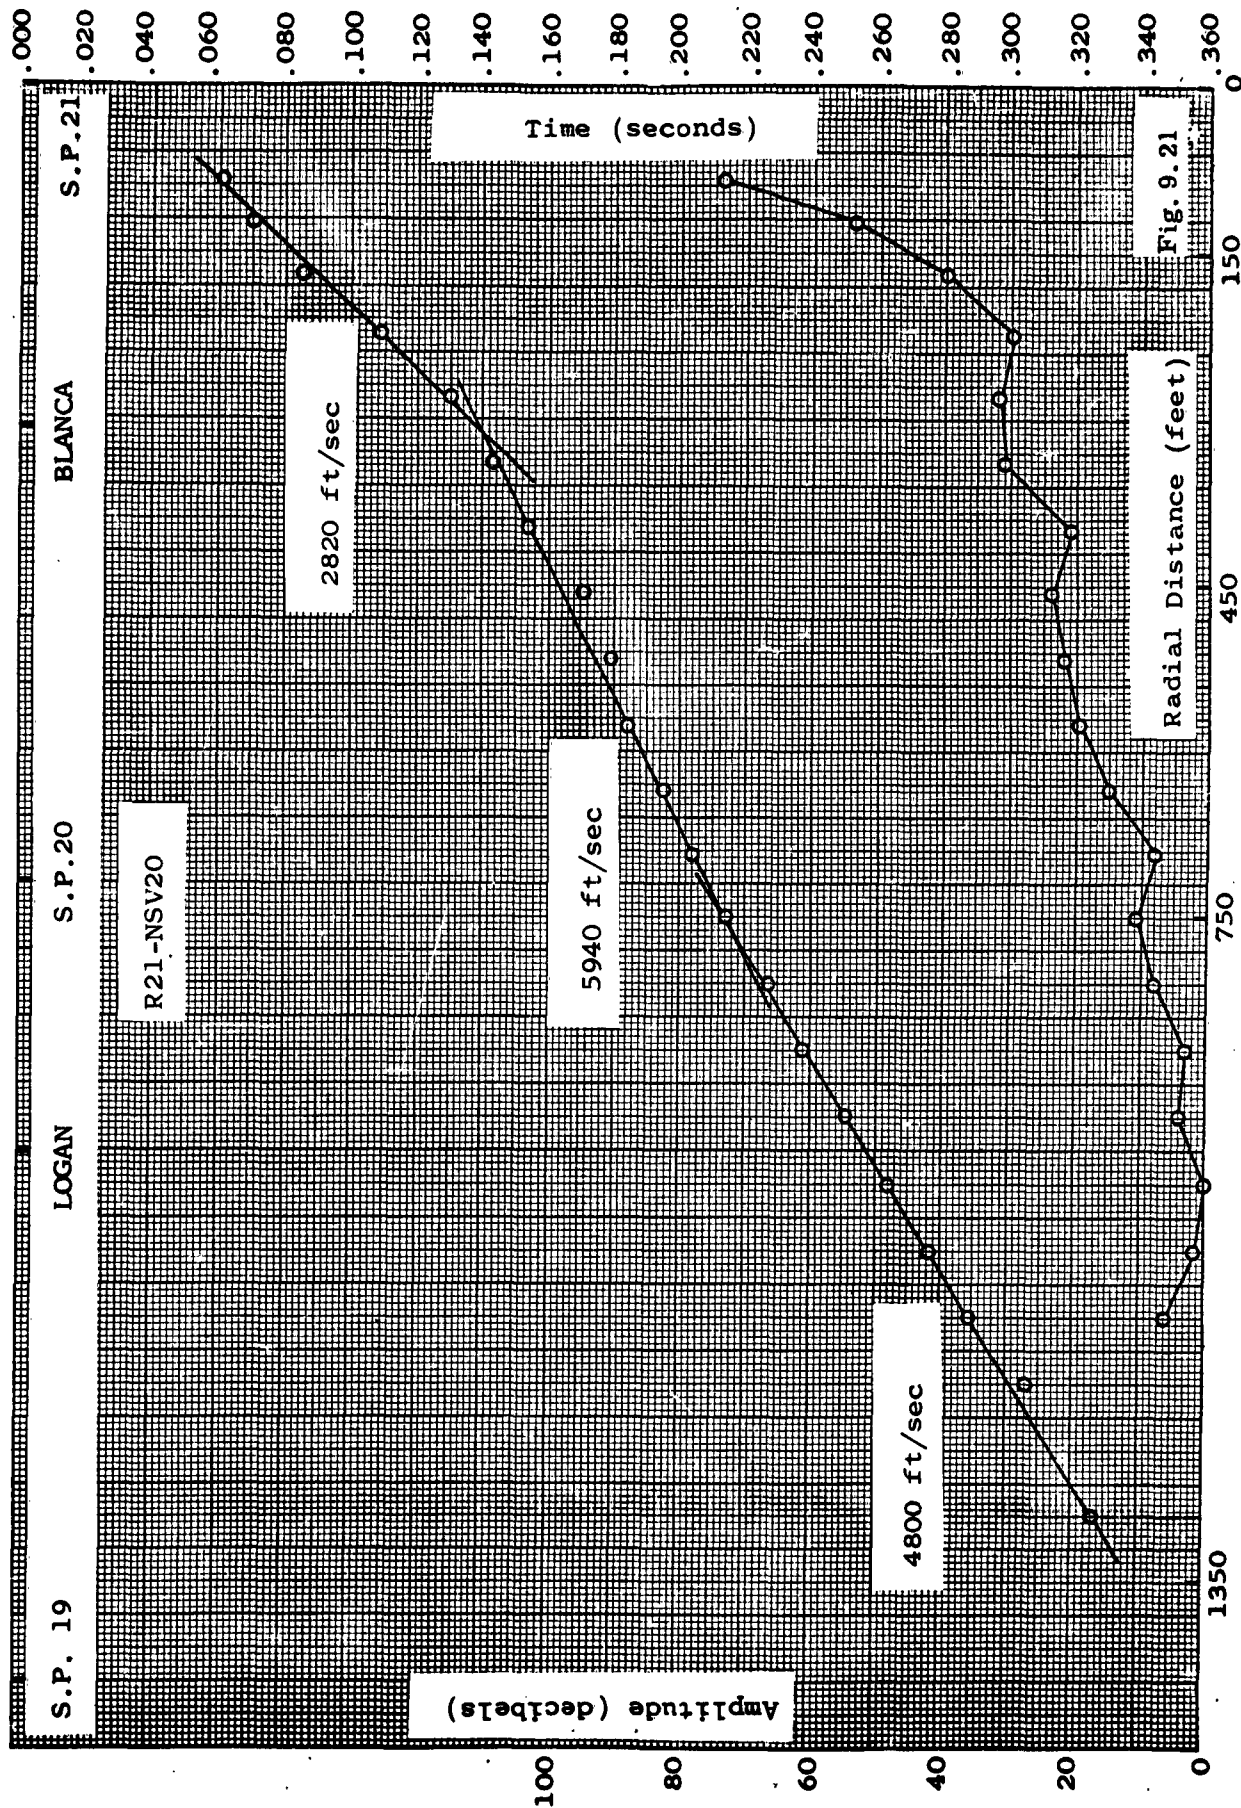 S.P. 19
LOGAN
S.P.20
BLANCA
S.P.21
R21-NSV20
2820 ft/sec
5940 ft/sec
4800 ft/sec
Time (seconds)
.000
.020
.040
.060
.080
.100
.120
.140
.160
.180
.200
.220
.240
.260
.280
.300
.320
.340
.360
Amplitude (decibels)
100
80
60
40
20
0
Radial Distance (feet)
1350
750
450
150
0
Fig. 9.21